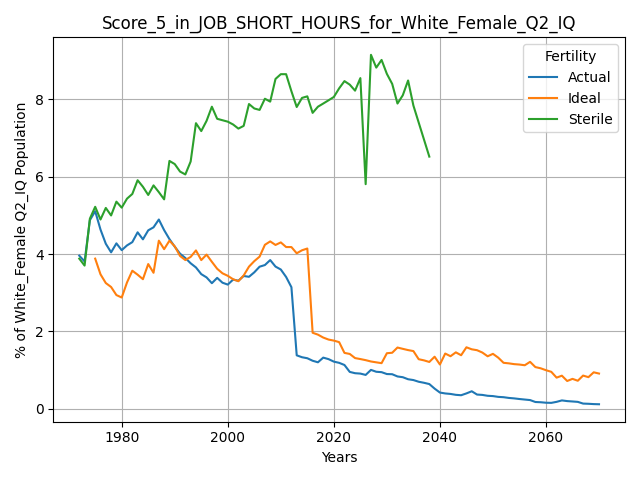 Score_5_in_JOB_SHORT_HOURS_for_White_Female_Q2_IQ
% of White_Female Q2_IQ Population
8
6
4
2
0
Fertility
Actual
Ideal
Sterile
1980 2000 2020 2040 2060
Years